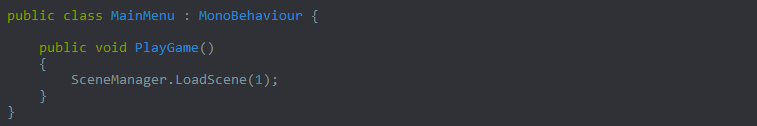 public class MainMenu : MonoBehaviour {
public void PlayGame()
{
SceneManager.LoadScene(1);
}
}